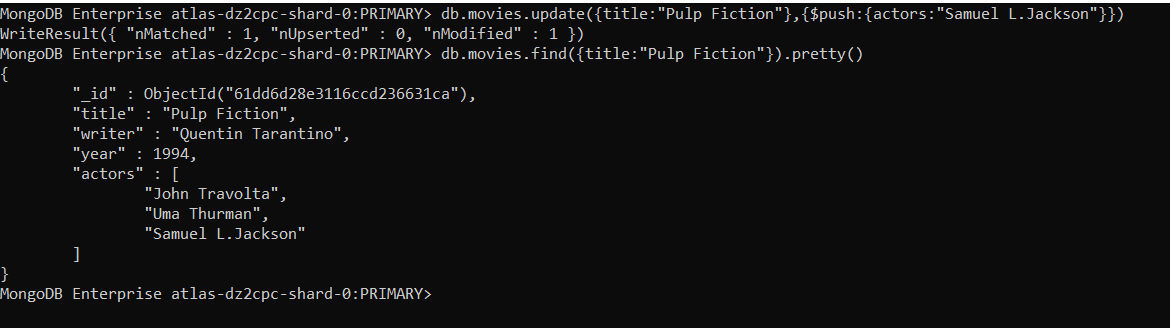 MongoDB Enterprise atlas-dz2cpc-shard-0:PRIMARY> db.movies.update({title:"Pulp Fiction"},{$push:{actors:"Samuel L.Jackson"}})
WriteResult({ "nMatched" : 1, "nUpserted" : 0, "nModified" : 1 })
MongoDB Enterprise atlas-dz2cpc-shard-0:PRIMARY> db.movies.find({title:"Pulp Fiction"}).pretty()
{
        "_id" : ObjectId("61dd6d28e3116ccd236631ca"),
        "title" : "Pulp Fiction",
        "writer" : "Quentin Tarantino",
        "year" : 1994,
        "actors" : [
                "John Travolta",
                "Uma Thurman",
                "Samuel L.Jackson"
        ]
}
MongoDB Enterprise atlas-dz2cpc-shard-0:PRIMARY>